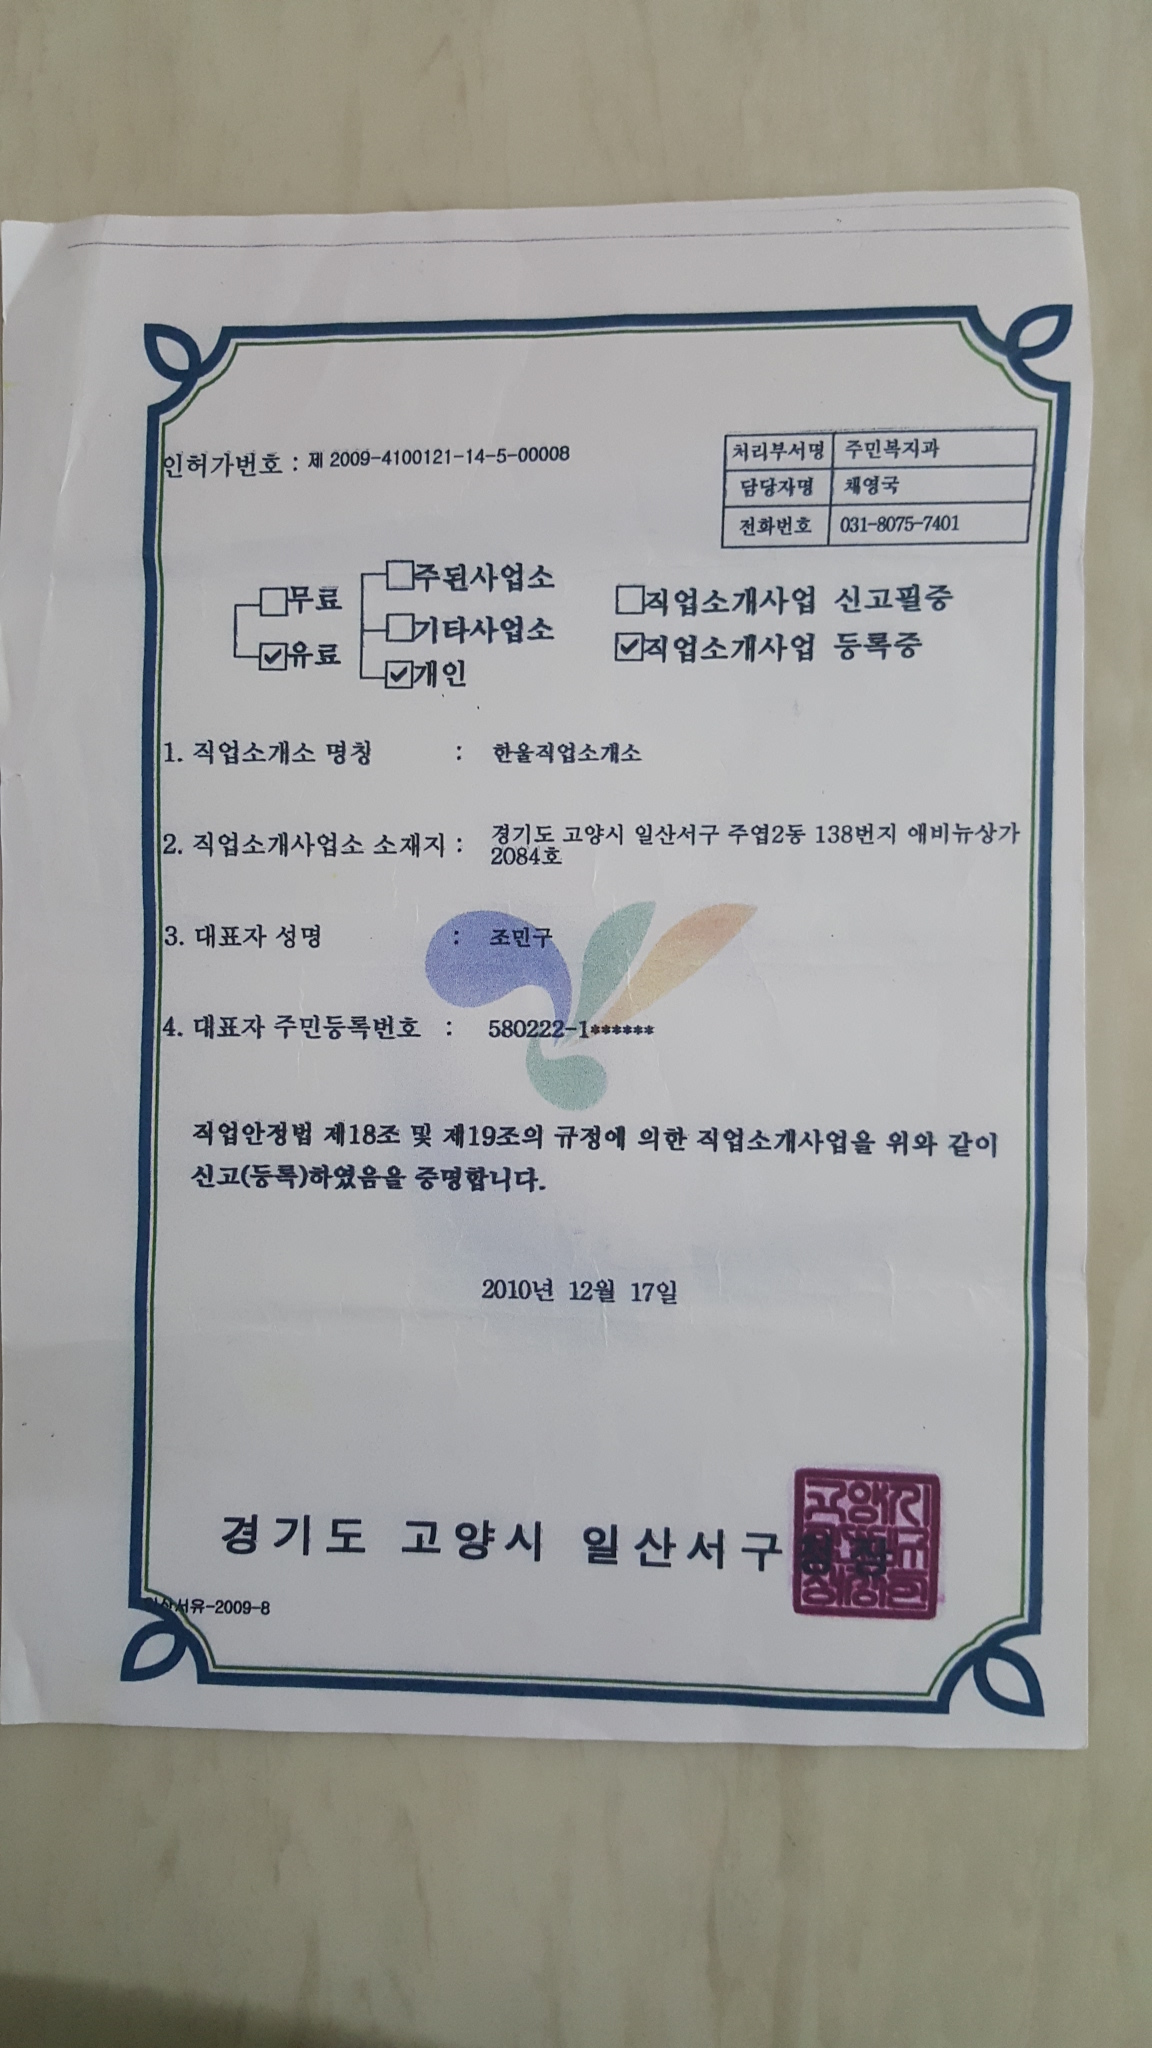 인허가번호 : 제 2009-4100121-14-5-00008
처리부서명 주민복지과
담당자명 채영국
전화번호 031-8075-7401
□무료
☑유료
□주된사업소
□기타사업소
☑개인
□직업소개사업 신고필증
☑직업소개사업 등록증
1. 직업소개소 명칭 : 한울직업소개소
2. 직업소개사업소 소재지 : 경기도 고양시 일산서구 주엽2동 138번지 애비뉴상가
2084호
3. 대표자 성명 : 조민구
4. 대표자 주민등록번호 : 580222-1******
직업안정법 제18조 및 제19조의 규정에 의한 직업소개사업을 위와 같이
신고(등록)하였음을 증명합니다.
2010년 12월 17일
경기도 고양시 일산서구청장
일산서유-2009-8